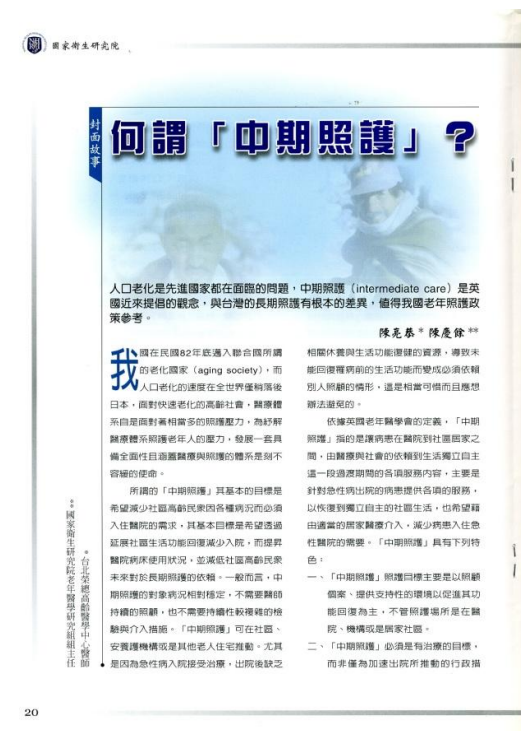 國家衛生研究院
封面故事
何謂「中期照護」？
人口老化是先進國家都在面臨的問題，中期照護（intermediate care）是英
國近來提倡的觀念，與台灣的長期照護有根本的差異，值得我國老年照護政
策參考。
陳亮恭* 陳慶餘**
我國在民國82年底邁入聯合國所謂
的老化國家（aging society），而
人口老化的速度在全世界僅稍落後
日本，面對快速老化的高齡社會，醫療體
系自是面對著相當多的照護壓力，為紓解
醫療體系照護老年人的壓力，發展一套具
備全面性且涵蓋醫療與照護的體系是刻不
容緩的使命。
所謂的「中期照護」其基本的目標是
希望減少社區高齡民眾因各種病況而必須
入住醫院的需求，其基本目標是希望透過
延展社區生活功能回復減少入院，而提昇
醫院病床使用狀況，並減低社區高齡民眾
未來對於長期照護的依賴。一般而言，中
期照護的對象病況相對穩定，不需要醫師
持續的照顧，也不需要持續性較複雜的檢
驗與介入措施。「中期照護」可在社區、
安養護機構或是其他老人住宅推動。尤其
是因為急性病入院接受治療，出院後缺乏
相關休養與生活功能復健的資源，導致未
能回復罹病前的生活功能而變成必須依賴
別人照顧的情形，這是相當可惜而且應想
辦法避免的。
依據英國老年醫學會的定義，「中期
照護」指的是讓病患在醫院到社區居家之
間，由醫療與社會的依賴到生活獨立自主
這一段過渡期間的各項服務內容，主要是
針對急性病出院的病患提供各項的服務，
以恢復到獨立自主的社區生活，也希望藉
由適當的居家醫療介入，減少病患入住急
性醫院的需要。「中期照護」具有下列特
色：
一、「中期照護」照護目標主要是以照顧
個案、提供支持性的環境以促進其功
能回復為主，不管照護場所是在醫
院、機構或是居家社區。
二、「中期照護」必須是有治療的目標，
而非僅為加速出院所推動的行政措
*台北榮總高齡醫學中心醫師
**國家衛生研究院老年醫學研究組組主任
20